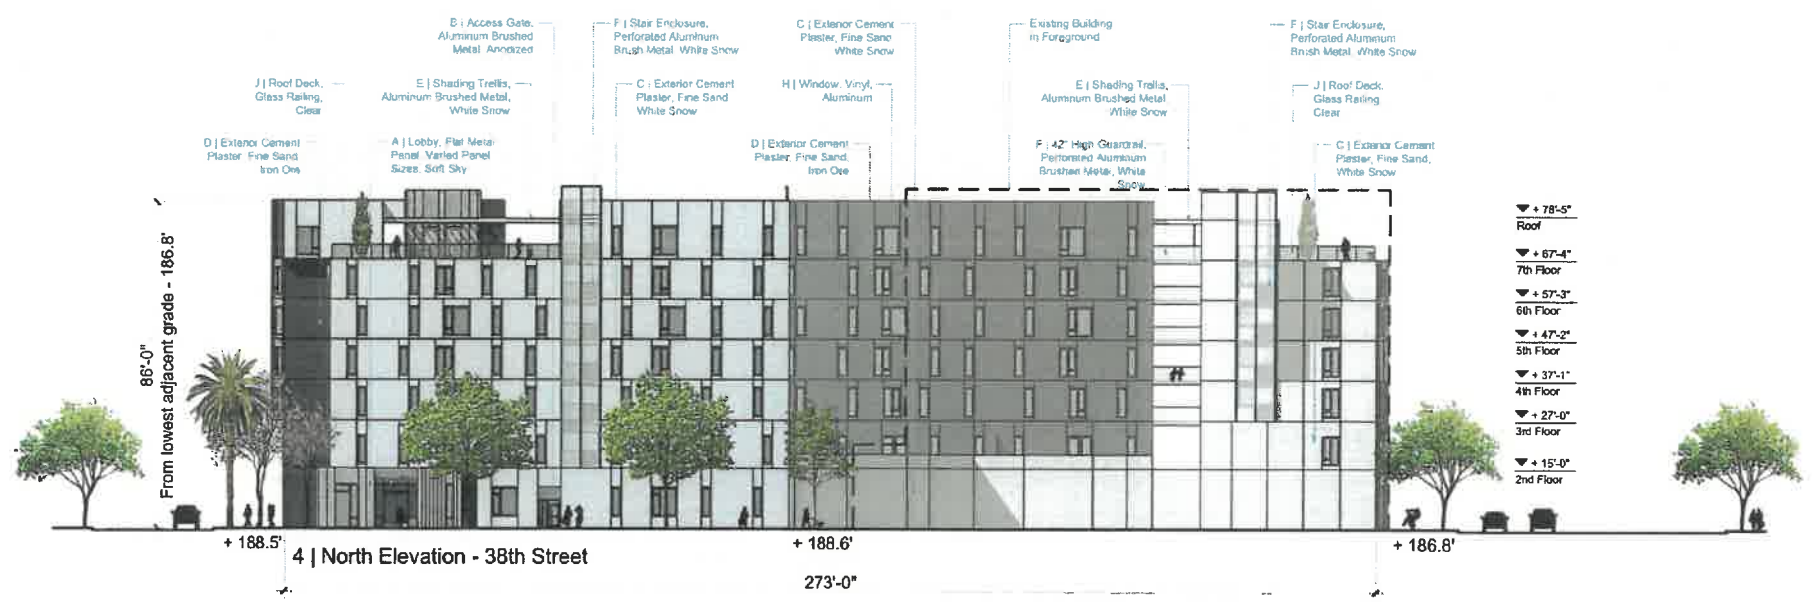 B | Access Gate,
Aluminum Brushed
Metal, Anodized
F | Stair Enclosure,
Perforated Aluminum
Brush Metal, White Snow
C | Exterior Cement
Plaster, Fine Sand
White Snow
Existing Building
in Foreground
F | Stair Enclosure,
Perforated Aluminum
Brush Metal, White Snow
J | Roof Deck,
Glass Railing,
Clear
E | Shading Trellis,
Aluminum Brushed Metal,
White Snow
C | Exterior Cement
Plaster, Fine Sand
White Snow
H | Window, Vinyl,
Aluminum
E | Shading Trellis,
Aluminum Brushed Metal
White Snow
J | Roof Deck,
Glass Railing
Clear
D | Exterior Cement
Plaster, Fine Sand,
Iron Ore
A | Lobby, Flat Metal
Panel, Varied Panel
Sizes, Soft Sky
D | Exterior Cement
Plaster, Fine Sand,
Iron Ore
F | 42" High Guardrail,
Perforated Aluminum
Brushed Metal, White
Snow
C | Exterior Cement
Plaster, Fine Sand,
White Snow
+ 78'-5"
Roof
+ 67'-4"
7th Floor
+ 57'-3"
6th Floor
+ 47'-2"
5th Floor
+ 37'-1"
4th Floor
+ 27'-0"
3rd Floor
+ 15'-0"
2nd Floor
86'-0"
From lowest adjacent grade - 186.8'
+ 188.5'
+ 188.6'
+ 186.8'
4 | North Elevation - 38th Street
273'-0"